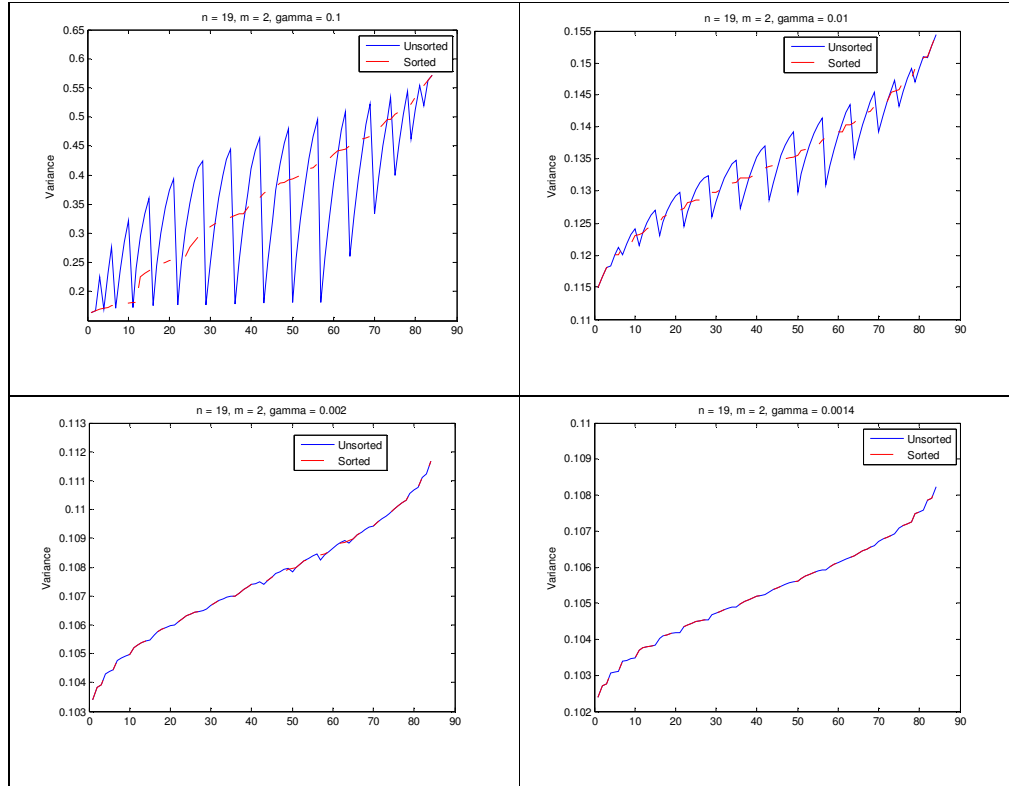 n = 19, m = 2, gamma = 0.1
0.65
0.6
0.55
0.5
0.45
0.4
0.35
0.3
0.25
0.2
Variance
Unsorted
Sorted
0 10 20 30 40 50 60 70 80 90
n = 19, m = 2, gamma = 0.01
0.155
0.15
0.145
0.14
0.135
0.13
0.125
0.12
0.115
0.11
Variance
Unsorted
Sorted
0 10 20 30 40 50 60 70 80 90
n = 19, m = 2, gamma = 0.002
0.113
0.112
0.111
0.11
0.109
0.108
0.107
0.106
0.105
0.104
0.103
Variance
Unsorted
Sorted
0 10 20 30 40 50 60 70 80 90
n = 19, m = 2, gamma = 0.0014
0.11
0.109
0.108
0.107
0.106
0.105
0.104
0.103
0.102
Variance
Unsorted
Sorted
0 10 20 30 40 50 60 70 80 90